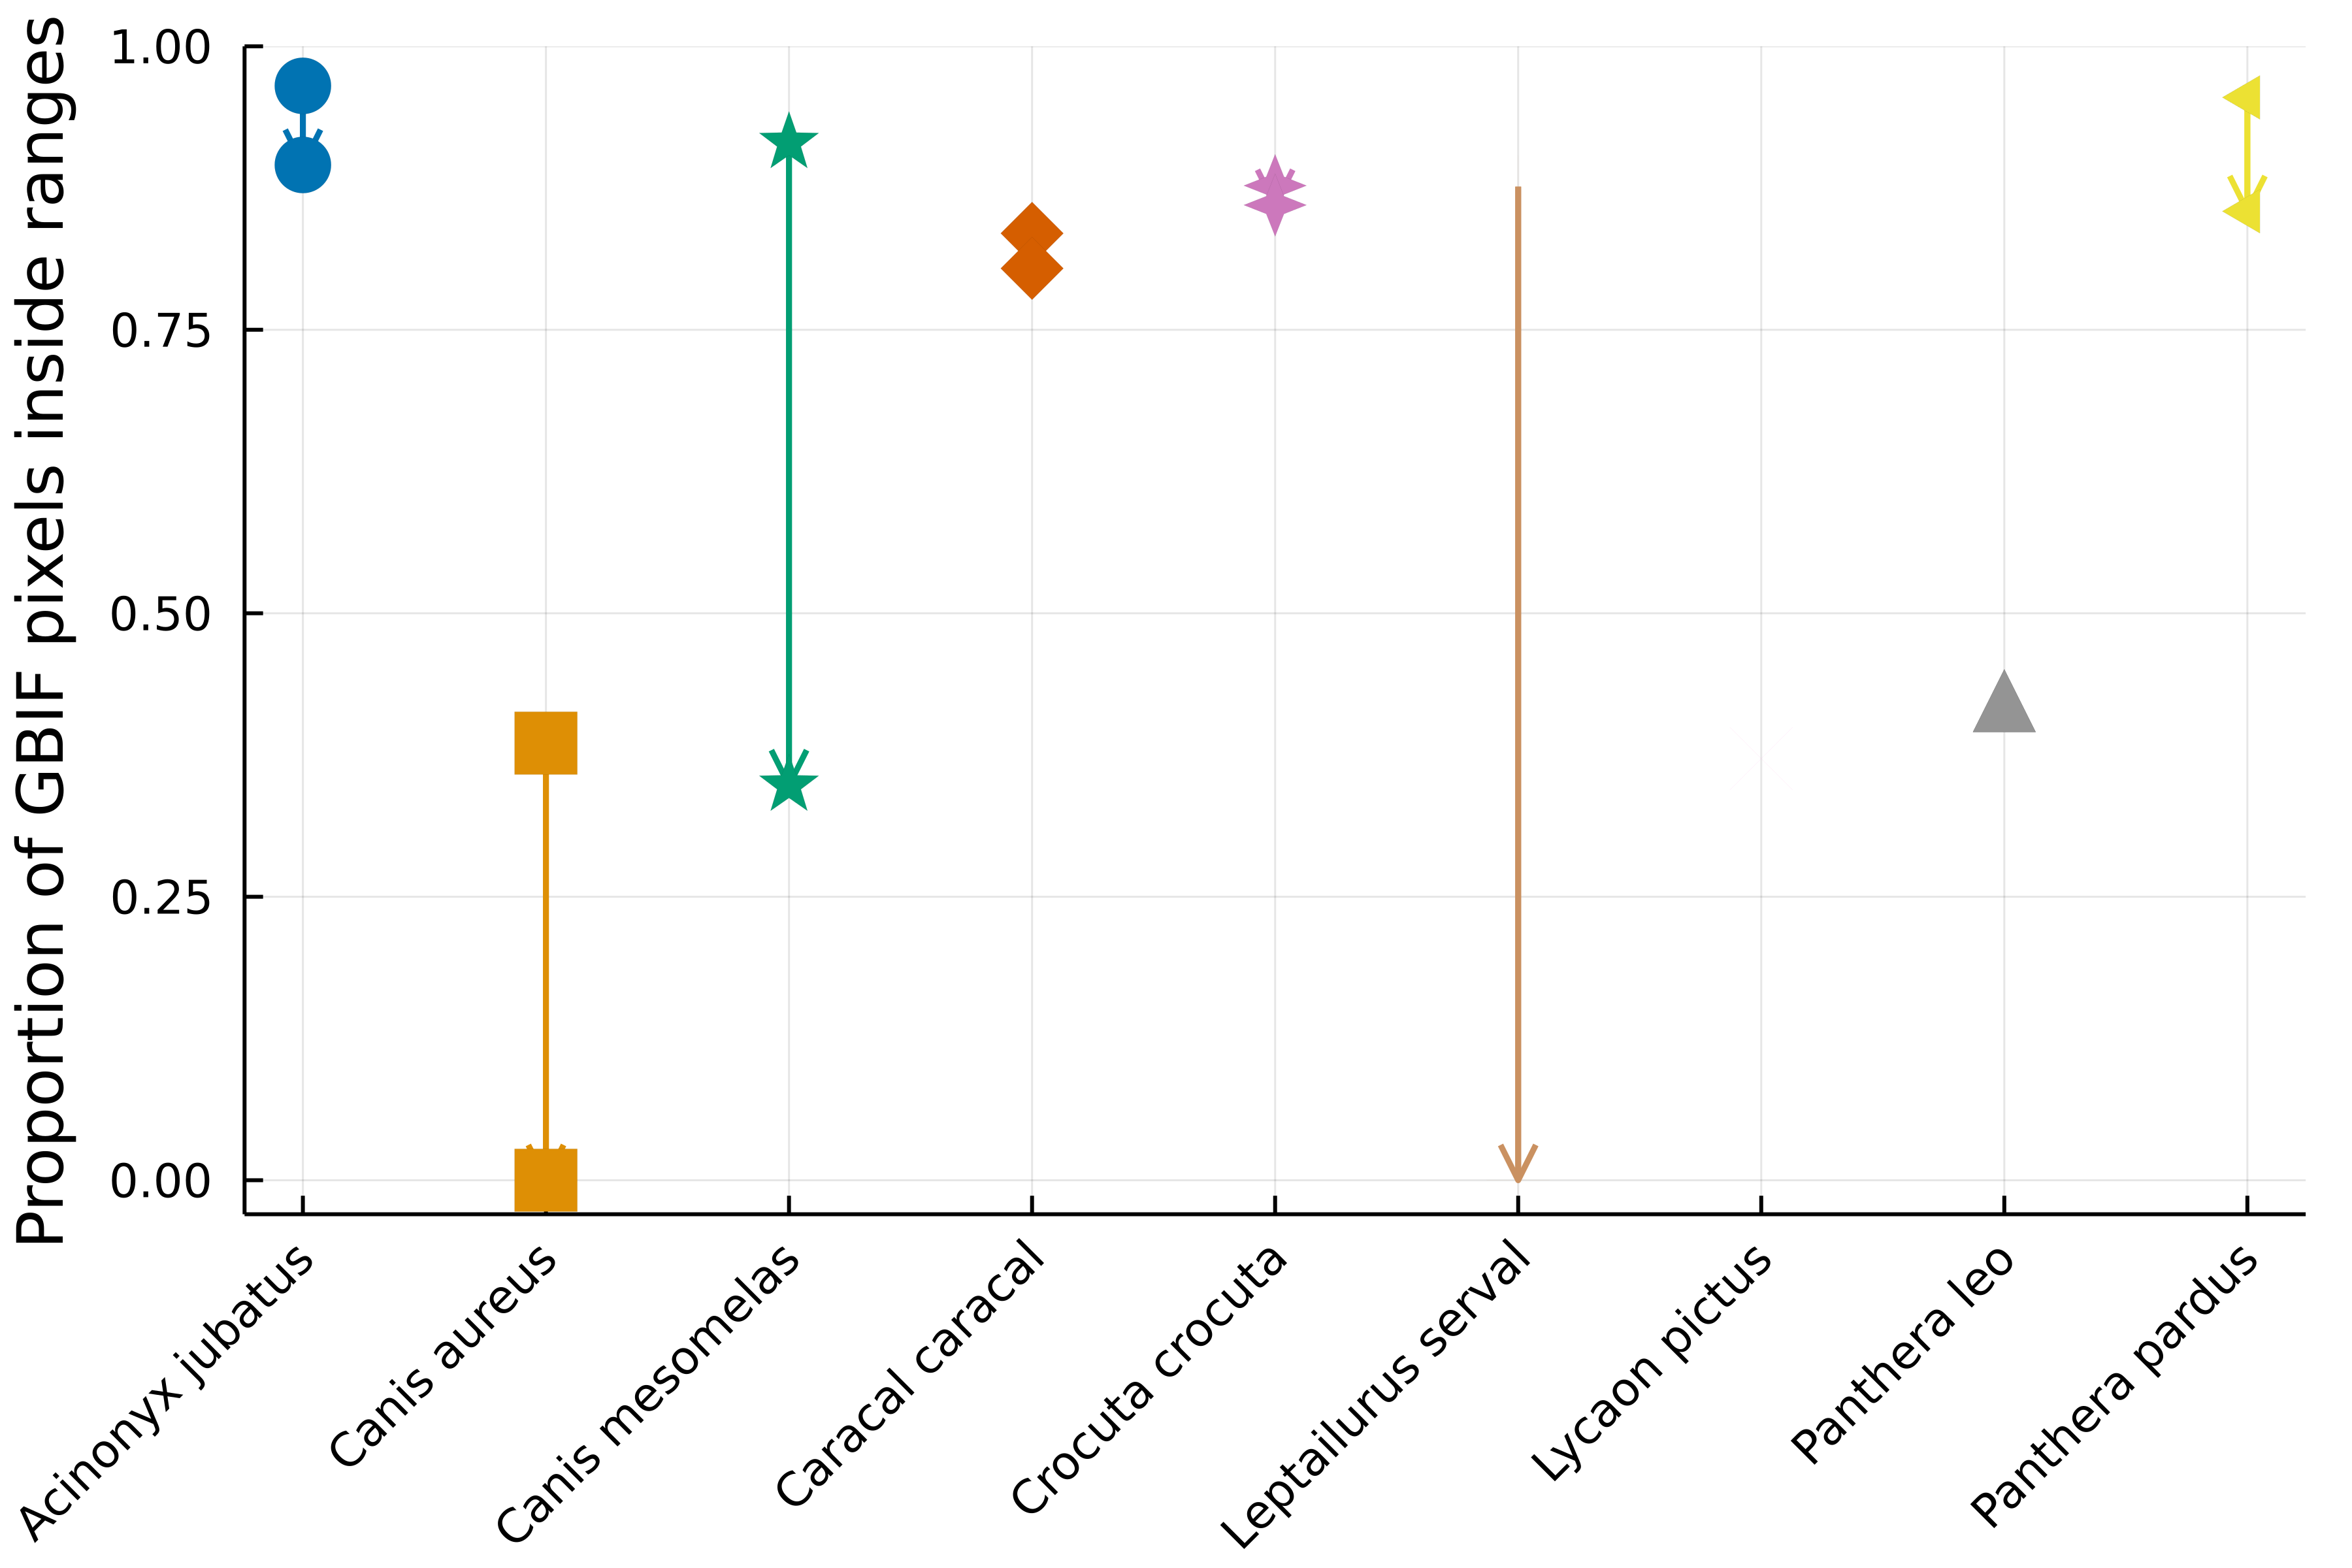 Proportion of GBIF pixels inside ranges
1.00
0.75
0.50
0.25
0.00
Acinonyx jubatus
Canis aureus
Canis mesomelas
Caracal caracal
Crocuta crocuta
Leptailurus serval
Lycaon pictus
Panthera leo
Panthera pardus